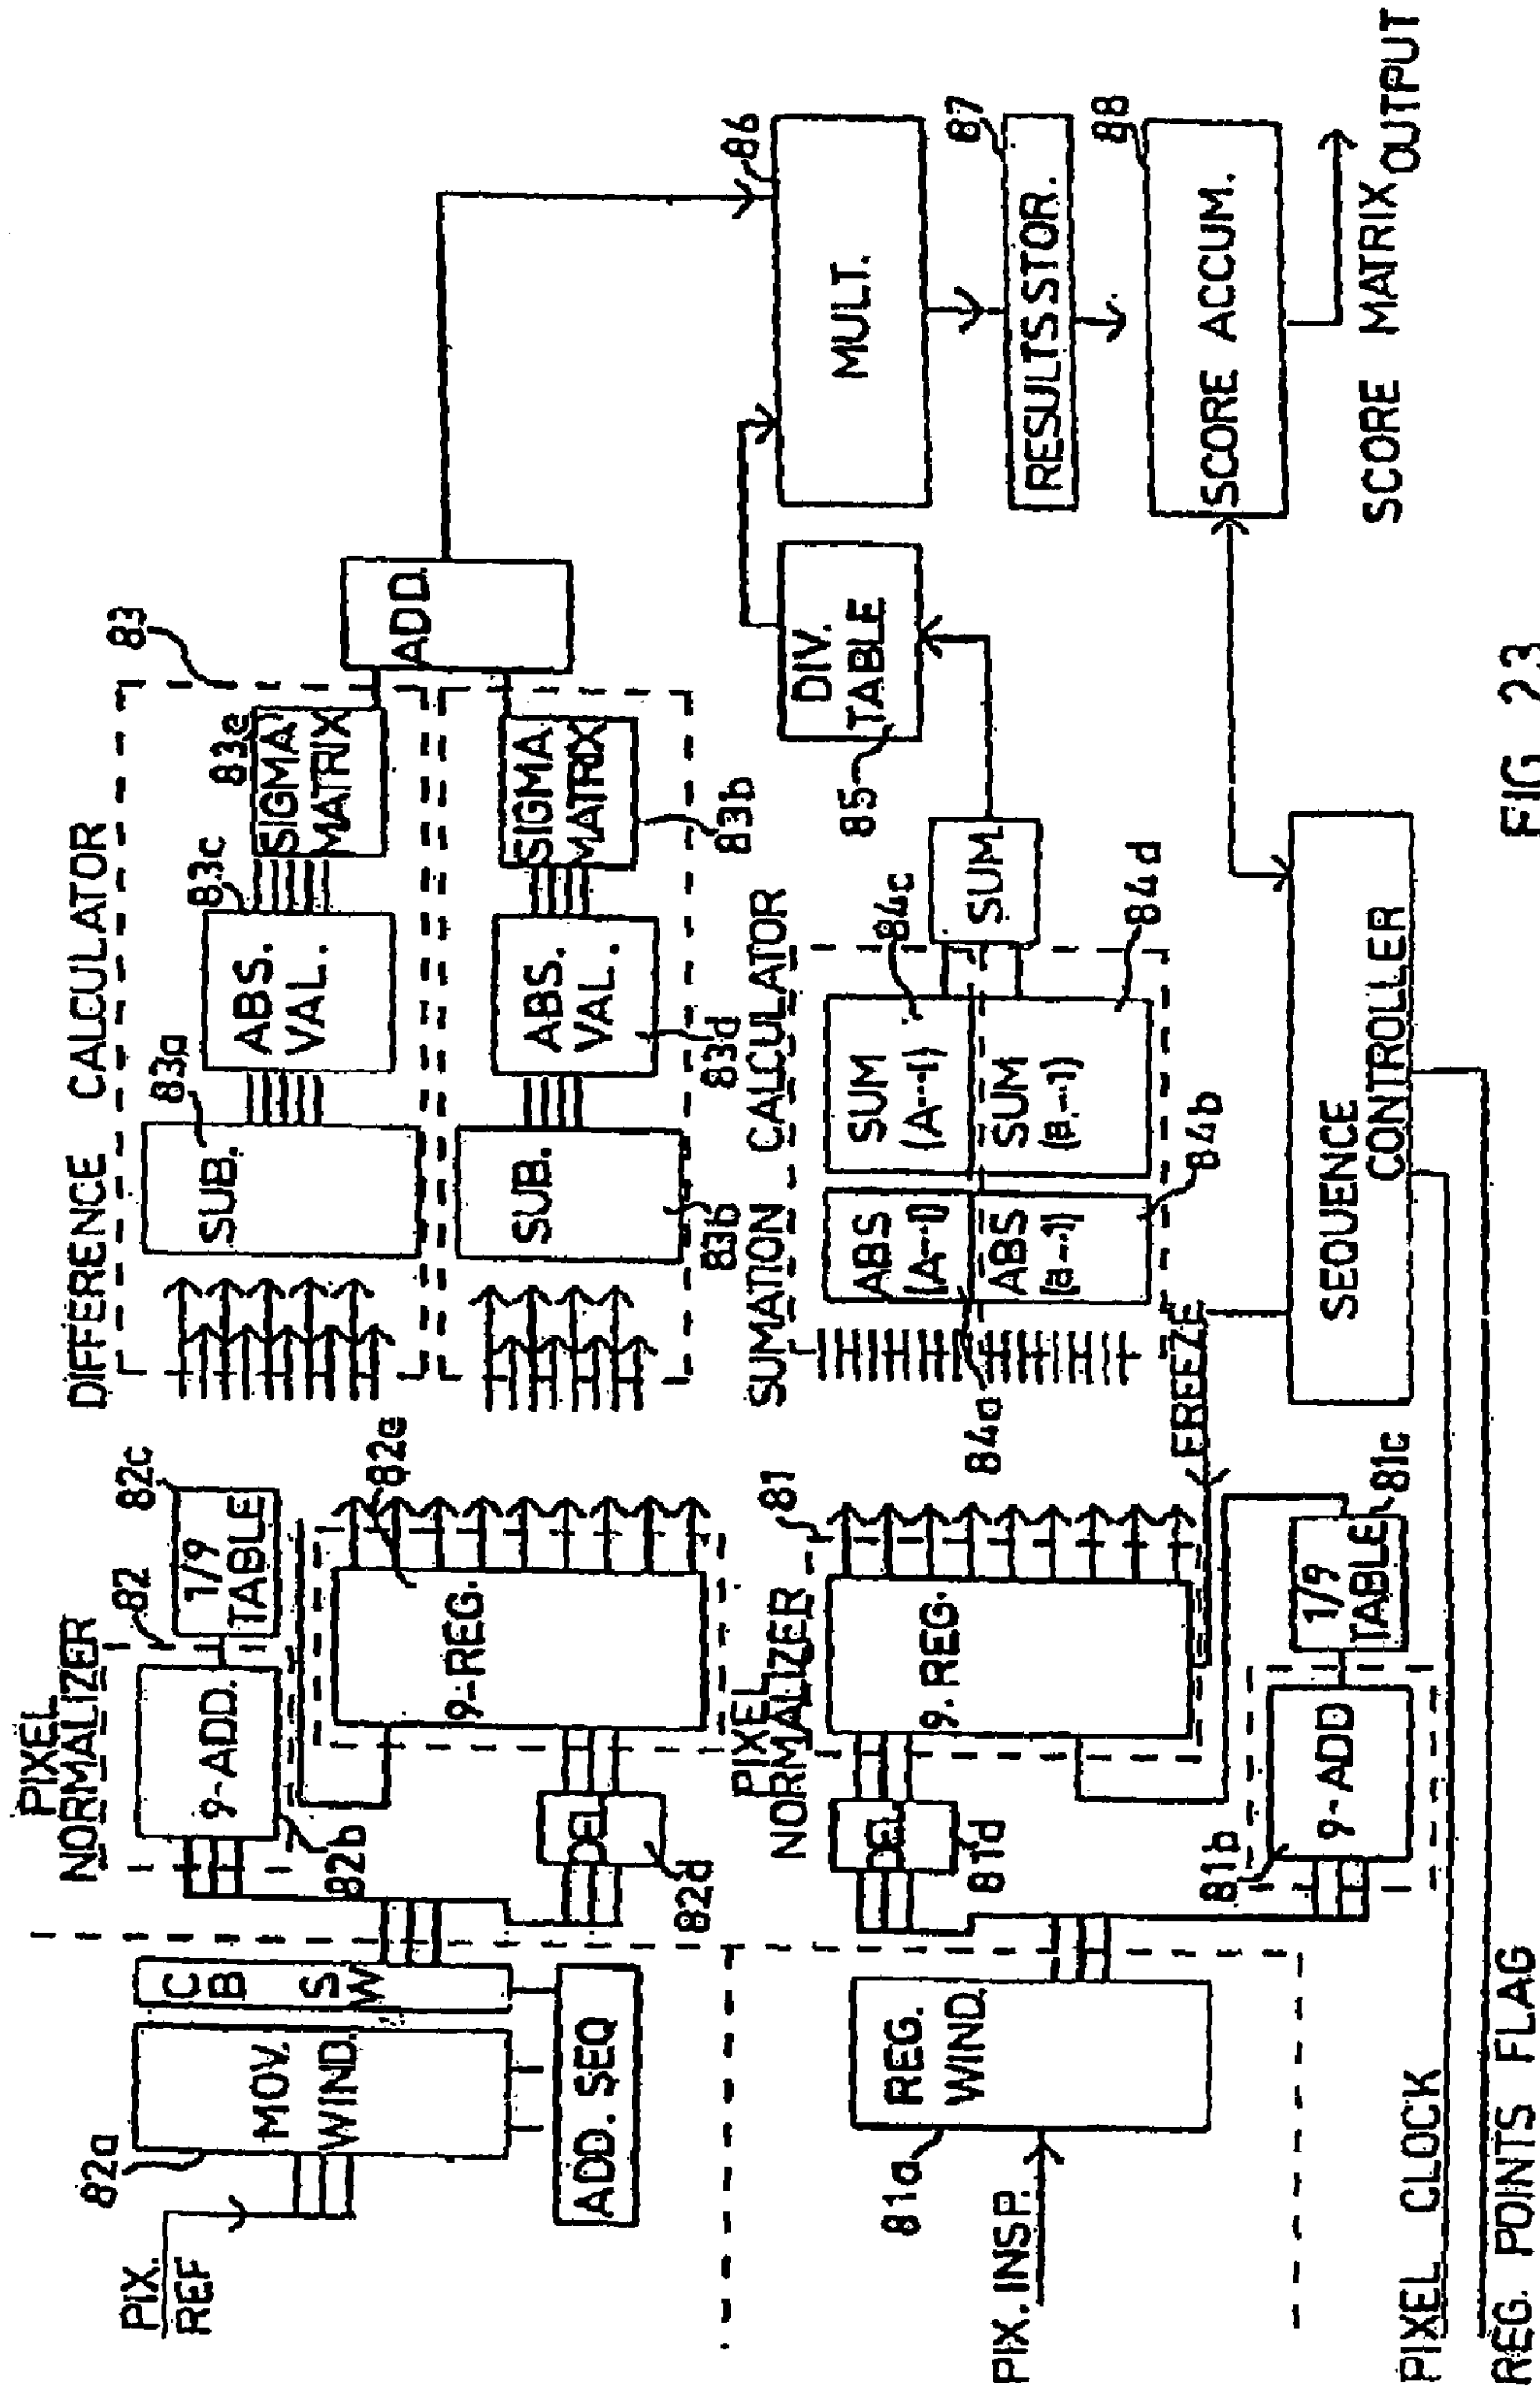 PIX.
REF
82a
MOV.
WIND.
C B S W
ADD. SEQ
PIXEL
NORMALIZER
82
9-ADD.
82b
1/9
TABLE
82c
DEL
82d
9-REG.
82e
DIFFERENCE CALCULATOR
83
SUB.
83a
ABS.
VAL.
83c
SIGMA
MATRIX
83e
SUB.
83b
ABS.
VAL.
83d
SIGMA
MATRIX
83b
ADD.
PIX. INSP.
81a
REG.
WIND.
PIXEL
NORMALIZER
81
DEL
81d
9. REG.
81b
9-ADD
1/9
TABLE
81c
FREEZE
SUMATION CALCULATOR
84a
ABS
(A--I)
ABS
(a--1)
84b
SUM
(A---I)
84c
SUM
(a.--1)
84d
SUM
85
DIV.
TABLE
MULT.
86
RESULTS STOR.
87
SCORE ACCUM.
88
SCORE MATRIX
OUTPUT
SEQUENCE
CONTROLLER
PIXEL CLOCK
REG. POINTS FLAG
FIG 23